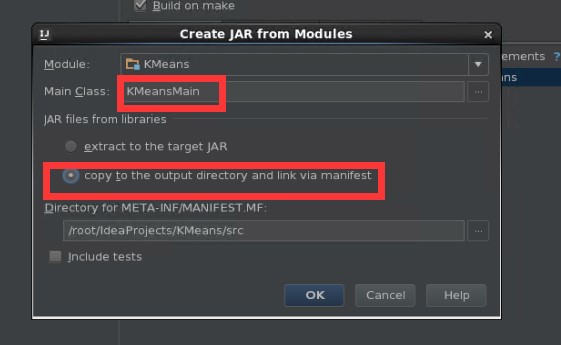 Build on make
IJ Create JAR from Modules
ements ?
ans
Module: KMeans
Main Class: KMeansMain ...
JAR files from libraries
extract to the target JAR
copy to the output directory and link via manifest
Directory for META-INF/MANIFEST.MF:
/root/IdeaProjects/KMeans/src ...
Include tests
OK Cancel Help